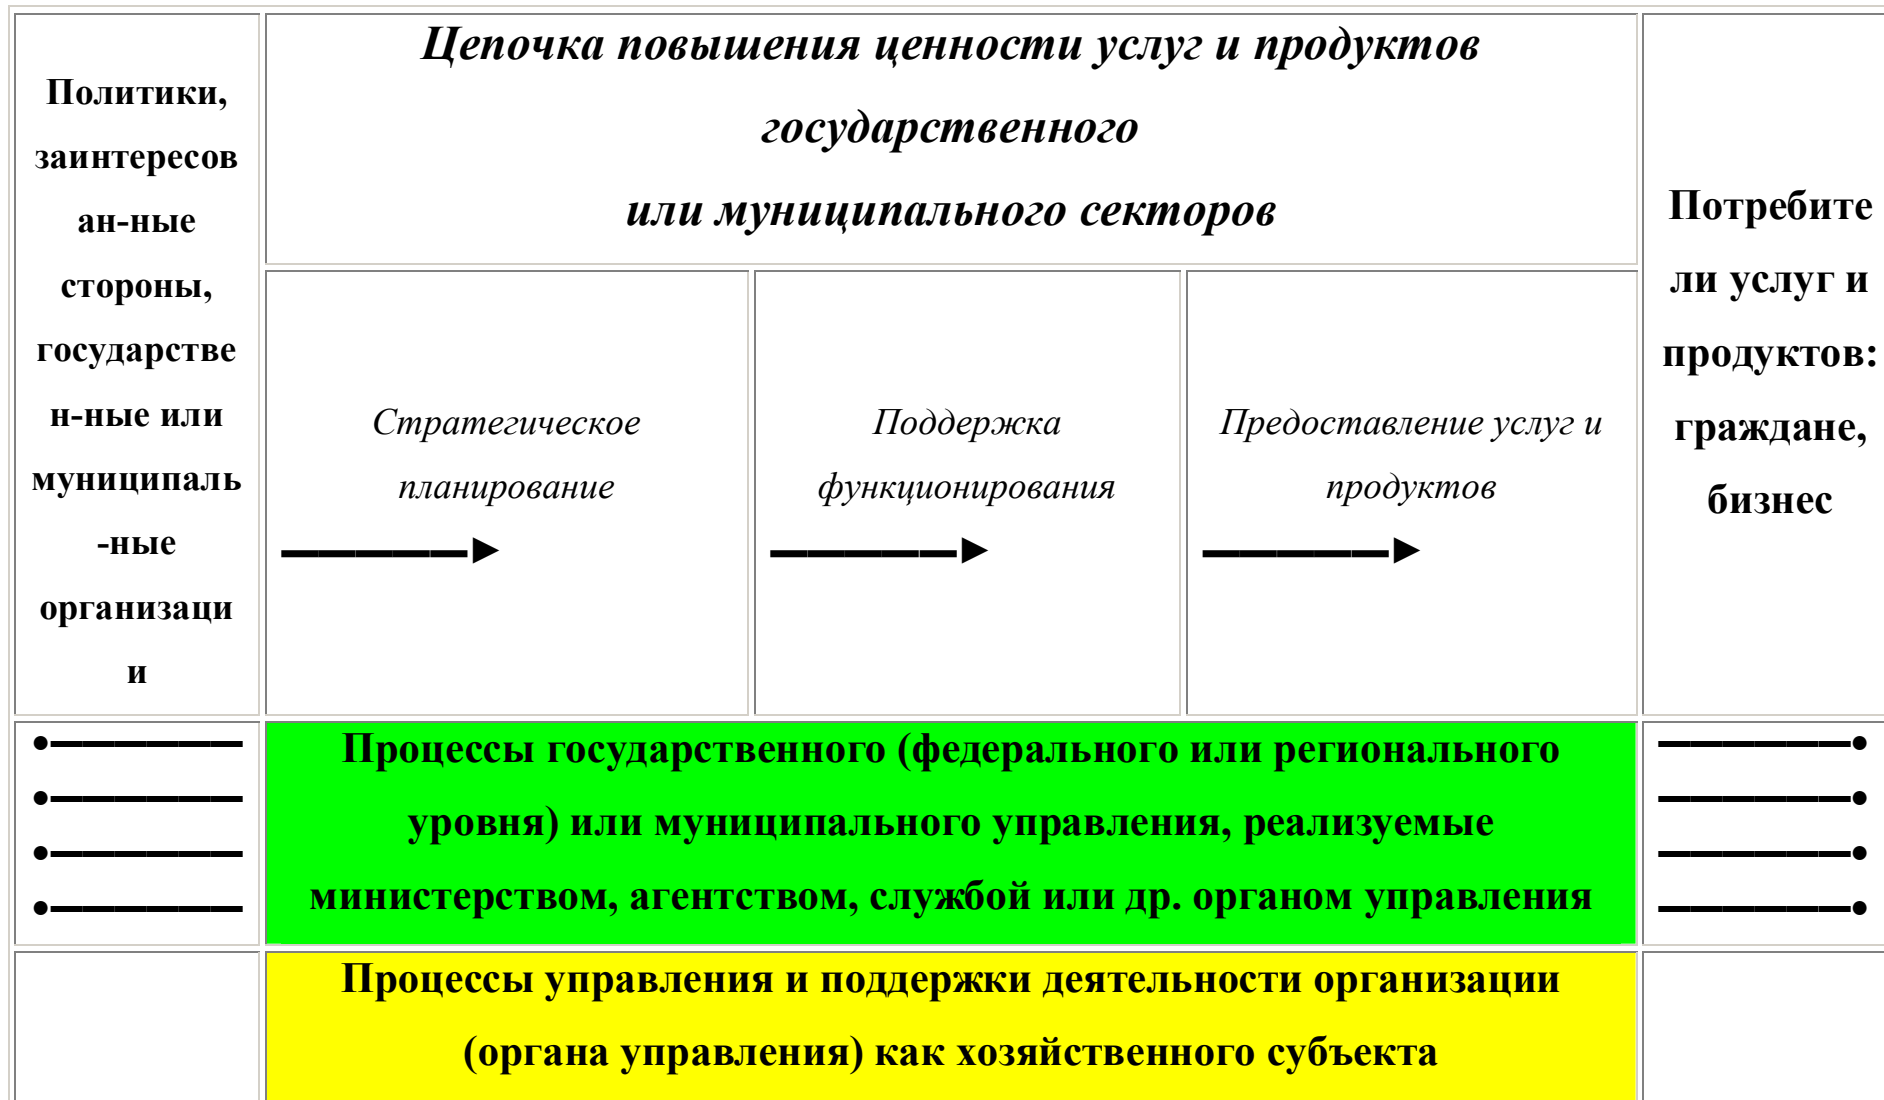 Политики,
заинтересов
ан-ные
стороны,
государстве
н-ные или
муниципаль
-ные
организаци
и
Цепочка повышения ценности услуг и продуктов
государственного
или муниципального секторов
Стратегическое
планирование
Поддержка
функционирования
Предоставление услуг и
продуктов
Потребите
ли услуг и
продуктов:
граждане,
бизнес
Процессы государственного (федерального или регионального
уровня) или муниципального управления, реализуемые
министерством, агентством, службой или др. органом управления
Процессы управления и поддержки деятельности организации
(органа управления) как хозяйственного субъекта